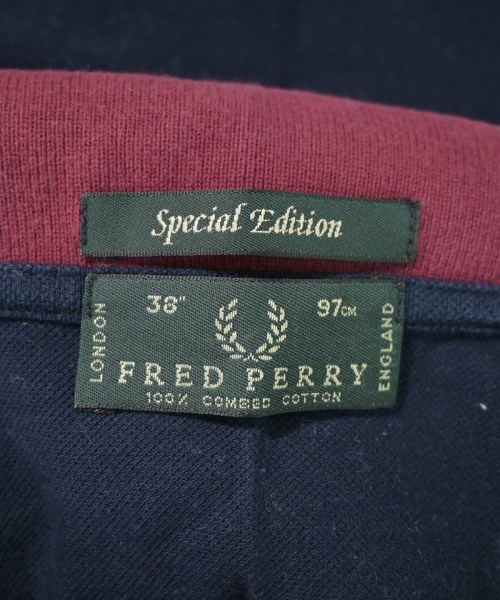 Special Edition
38" 97CM
LONDON
FRED PERRY
ENGLAND
100% COMBED COTTON